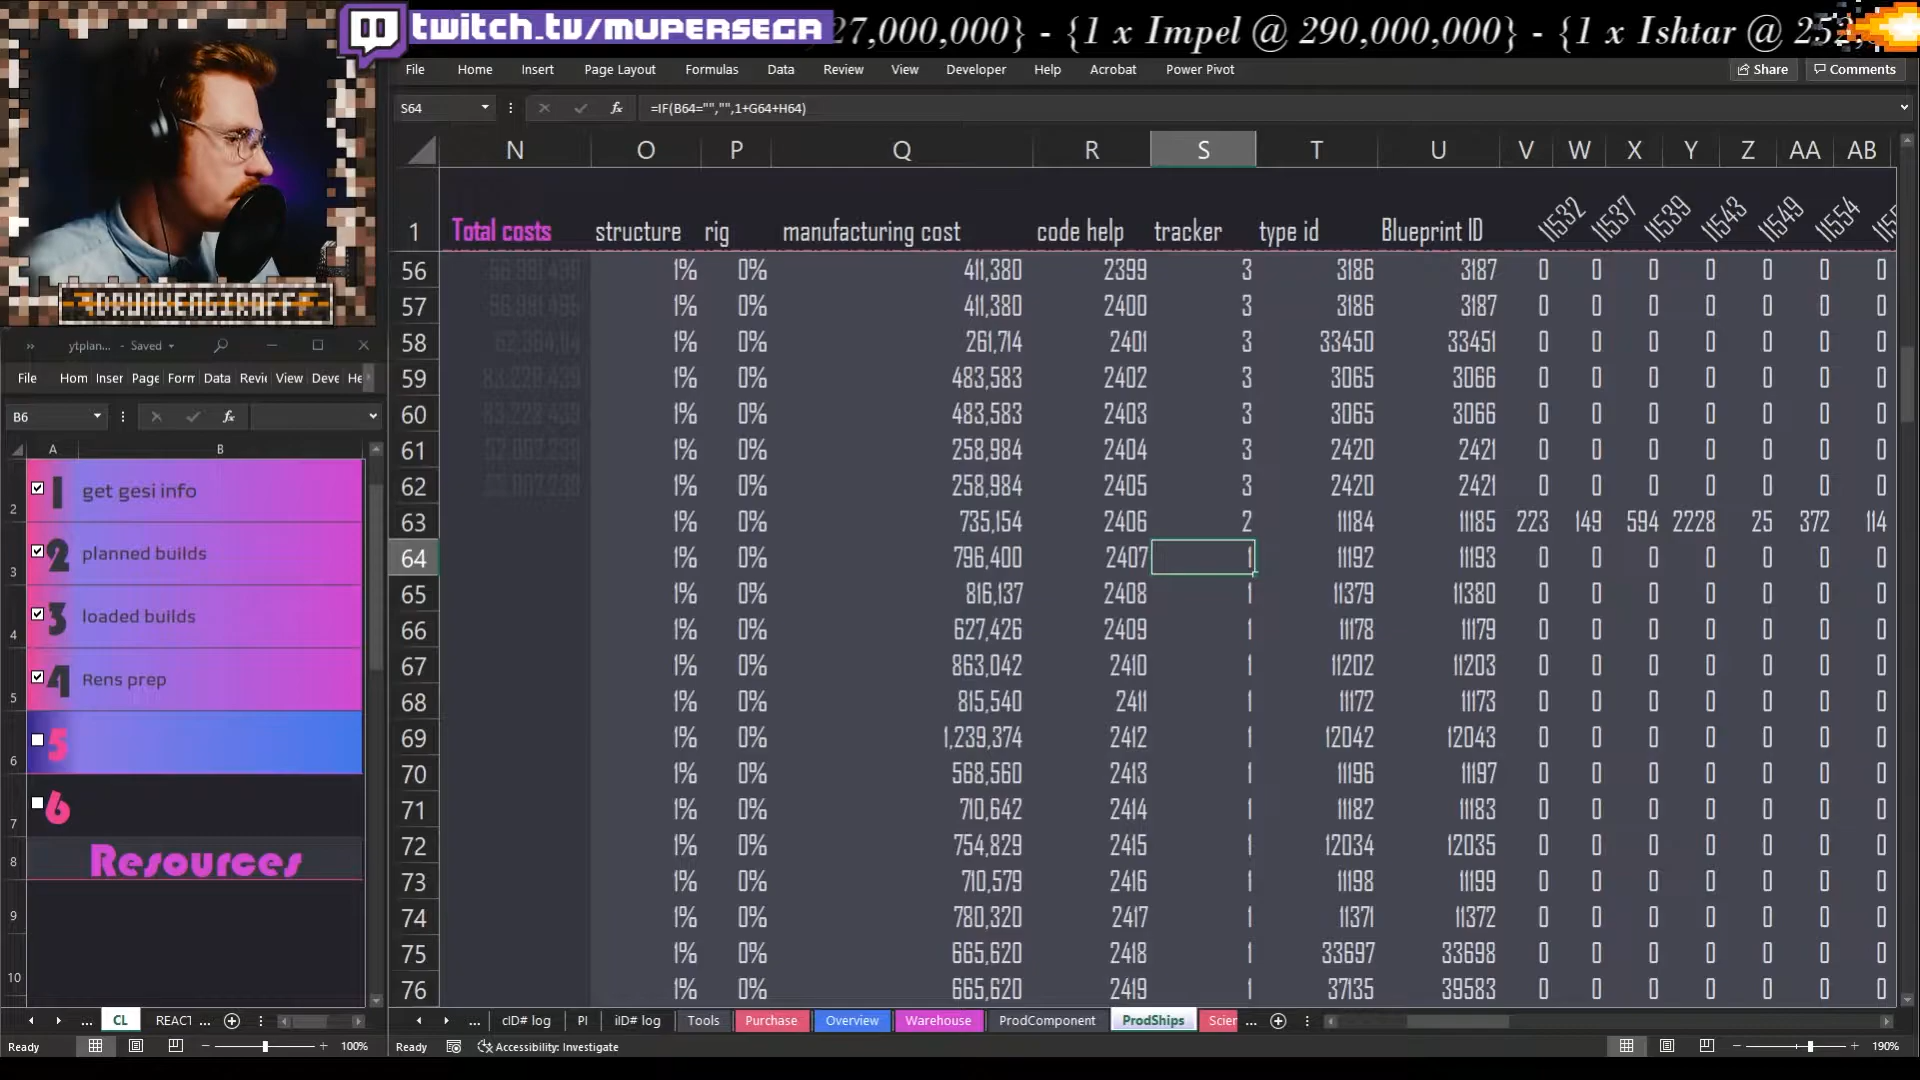 twitch.tv/MUPERSEGA
27,000,000} - {1 x Impel @ 290,000,000} - {1 x Ishtar @ 252,
File Home Insert Page Layout Formulas Data Review View Developer Help Acrobat Power Pivot Share Comments
S64 fx =IF(B64="","",1+G64+H64)
N O P Q R S T U V W X Y Z AA AB
1 Total costs structure rig manufacturing cost code help tracker type id Blueprint ID 11532 11537 11539 11543 11549 11554
56 1% 0% 411,380 2399 3 3186 3187 0 0 0 0 0 0 0
57 1% 0% 411,380 2400 3 3186 3187 0 0 0 0 0 0 0
58 1% 0% 261,714 2401 3 33450 33451 0 0 0 0 0 0 0
59 83,228,439 1% 0% 483,583 2402 3 3065 3066 0 0 0 0 0 0 0
60 83,228,439 1% 0% 483,583 2403 3 3065 3066 0 0 0 0 0 0 0
61 1% 0% 258,984 2404 3 2420 2421 0 0 0 0 0 0 0
62 1% 0% 258,984 2405 3 2420 2421 0 0 0 0 0 0 0
63 1% 0% 735,154 2406 2 11184 11185 223 149 594 2228 25 372 114
64 1% 0% 796,400 2407 1 11192 11193 0 0 0 0 0 0 0
65 1% 0% 816,137 2408 1 11379 11380 0 0 0 0 0 0 0
66 1% 0% 627,426 2409 1 11178 11179 0 0 0 0 0 0 0
67 1% 0% 863,042 2410 1 11202 11203 0 0 0 0 0 0 0
68 1% 0% 815,540 2411 1 11172 11173 0 0 0 0 0 0 0
69 1% 0% 1,239,374 2412 1 12042 12043 0 0 0 0 0 0 0
70 1% 0% 568,560 2413 1 11196 11197 0 0 0 0 0 0 0
71 1% 0% 710,642 2414 1 11182 11183 0 0 0 0 0 0 0
72 1% 0% 754,829 2415 1 12034 12035 0 0 0 0 0 0 0
73 1% 0% 710,579 2416 1 11198 11199 0 0 0 0 0 0 0
74 1% 0% 780,320 2417 1 11371 11372 0 0 0 0 0 0 0
75 1% 0% 665,620 2418 1 33697 33698 0 0 0 0 0 0 0
76 1% 0% 665,620 2419 1 37135 39583 0 0 0 0 0 0 0
... cID# log PI iID# log Tools Purchase Overview Warehouse ProdComponent ProdShips Scier ...
Ready Accessibility: Investigate 190%
DRUNKENGIRAFF
ytplan... - Saved
File Hom Inser Page Form Data Revie View Deve He
B6 fx
A B
2 1 get gesi info
3 2 planned builds
4 3 loaded builds
5 4 Rens prep
6 5
7 6
8 Resources
9
10
... CL REACT ...
Ready 100%